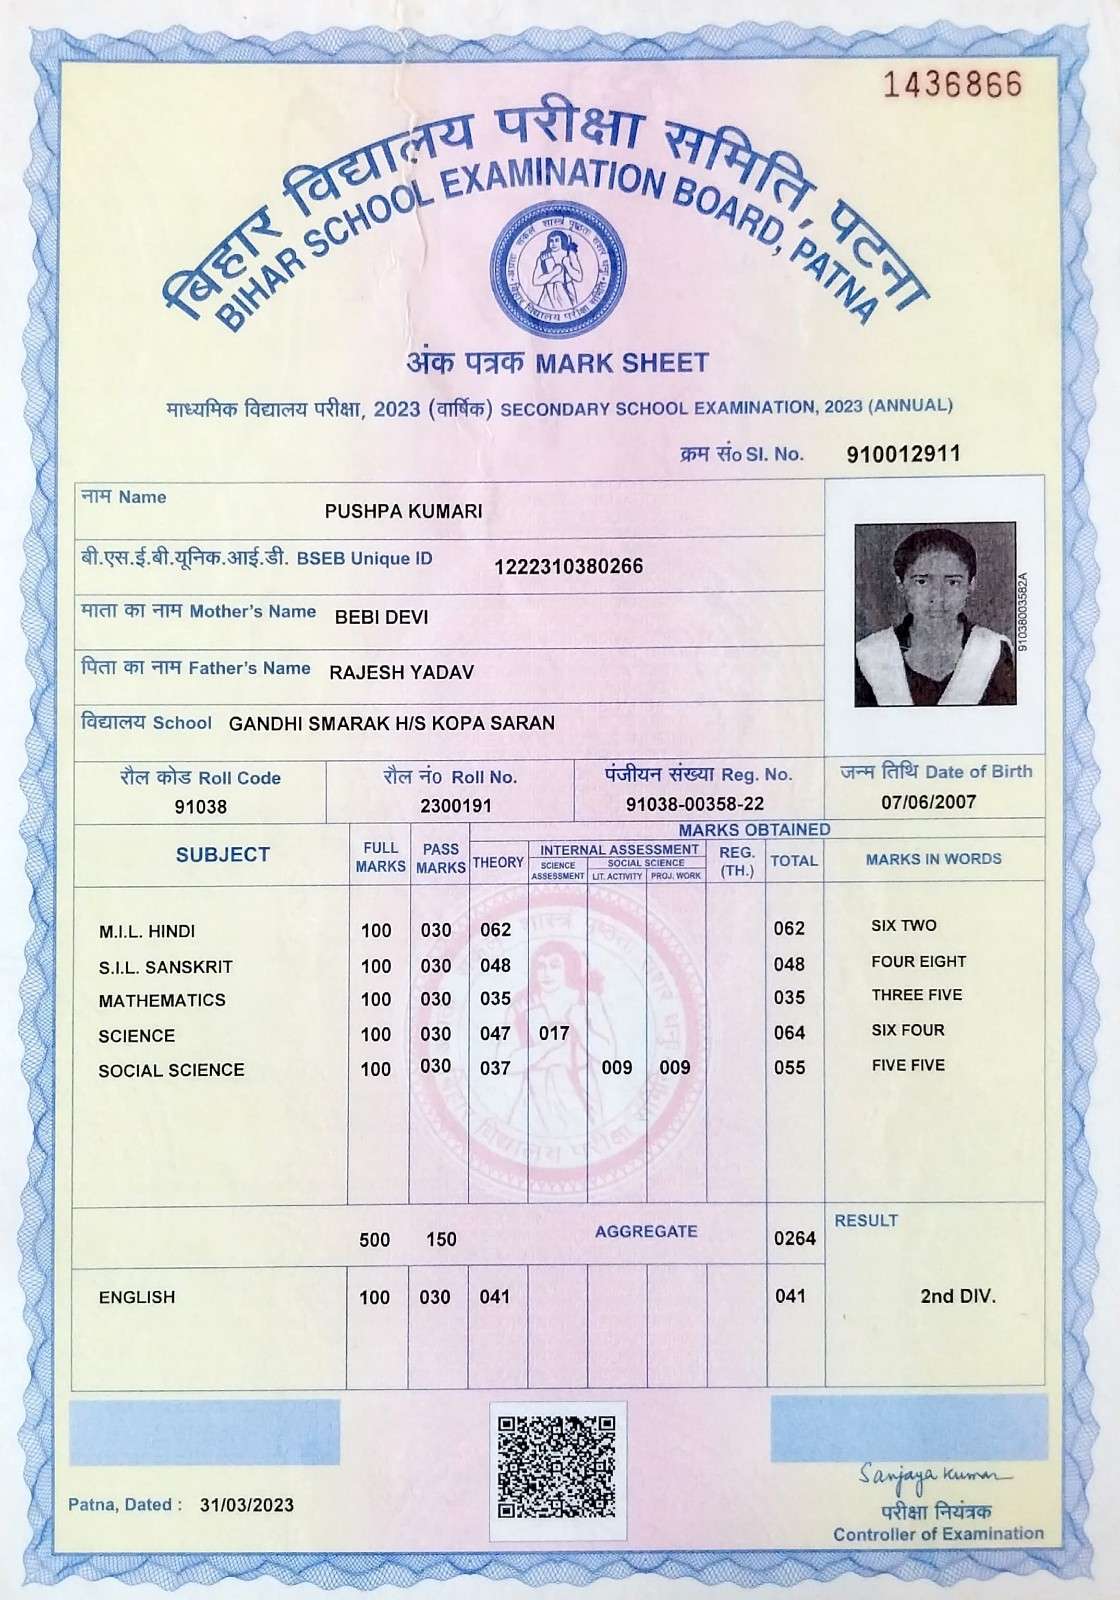 1436866
बिहार विद्यालय परीक्षा समिति, पटना
BIHAR SCHOOL EXAMINATION BOARD, PATNA
अंक पत्रक MARK SHEET
माध्यमिक विद्यालय परीक्षा, 2023 (वार्षिक) SECONDARY SCHOOL EXAMINATION, 2023 (ANNUAL)
क्रम सं० Sl. No. 910012911
नाम Name PUSHPA KUMARI
बी.एस.ई.बी.यूनिक.आई.डी. BSEB Unique ID 1222310380266
माता का नाम Mother's Name BEBI DEVI
पिता का नाम Father's Name RAJESH YADAV
विद्यालय School GANDHI SMARAK H/S KOPA SARAN
91038003582A
रौल कोड Roll Code रौल नं० Roll No. पंजीयन संख्या Reg. No. जन्म तिथि Date of Birth
91038 2300191 91038-00358-22 07/06/2007
SUBJECT FULL MARKS PASS MARKS MARKS OBTAINED
THEORY INTERNAL ASSESSMENT REG. (TH.) TOTAL MARKS IN WORDS
SCIENCE ASSESSMENT SOCIAL SCIENCE
LIT. ACTIVITY PROJ. WORK
M.I.L. HINDI 100 030 062 062 SIX TWO
S.I.L. SANSKRIT 100 030 048 048 FOUR EIGHT
MATHEMATICS 100 030 035 035 THREE FIVE
SCIENCE 100 030 047 017 064 SIX FOUR
SOCIAL SCIENCE 100 030 037 009 009 055 FIVE FIVE
500 150 AGGREGATE 0264 RESULT
ENGLISH 100 030 041 041 2nd DIV.
Patna, Dated : 31/03/2023
Sanjaya Kumar
परीक्षा नियंत्रक
Controller of Examination